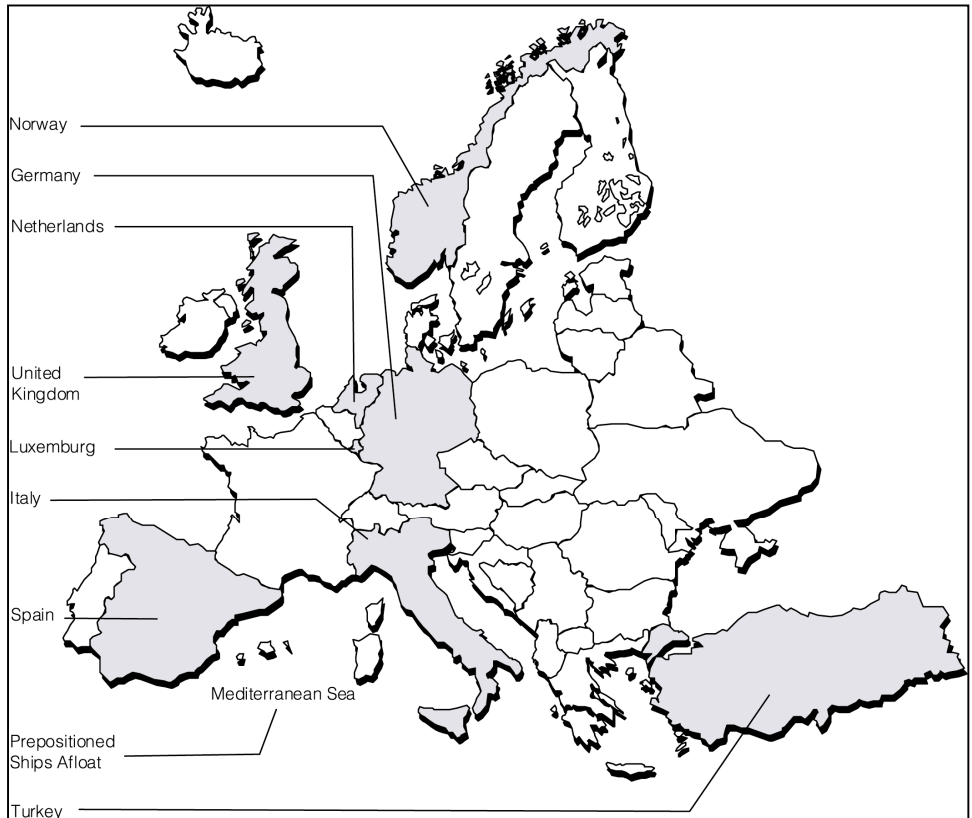 Norway
Germany
Netherlands
United
Kingdom
Luxemburg
Italy
Spain
Mediterranean Sea
Prepositioned
Ships Afloat
Turkey